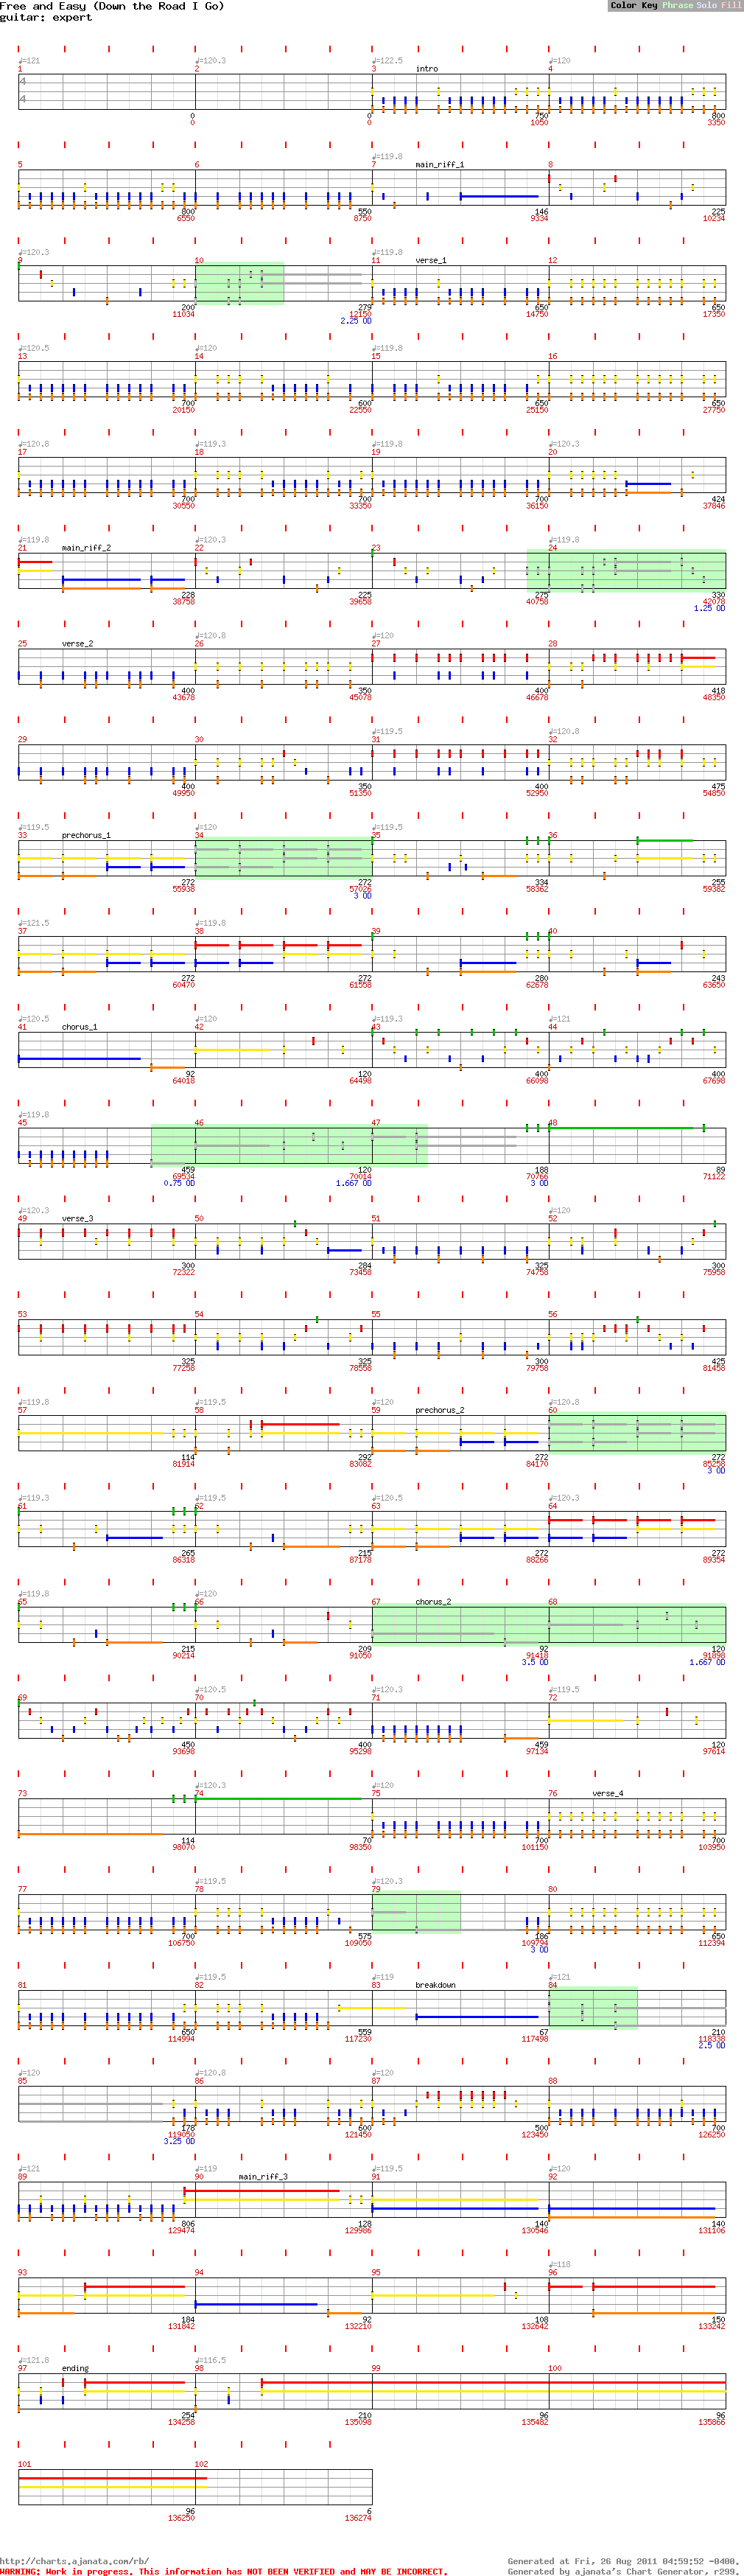 Free and Easy (Down the Road I Go) Color Key Phrase Solo Fill
guitar: expert
♩=121 ♩=120.3 ♩=122.5 ♩=120
1 2 3 intro 4
4
4
0 0 750 800
0 1050 3350
♩=119.8
5 6 7 main_riff_1 8
800 550 146 225
6550 8750 9334 10234
♩=120.3 ♩=119.8
9 10 11 verse_1 12
200 279 650 650
11034 12150 14750 17350
2.25 OD
♩=120.5 ♩=120 ♩=119.8
13 14 15 16
700 600 650 650
20150 22550 25150 27750
♩=120.8 ♩=119.3 ♩=119.8 ♩=120.3
17 18 19 20
700 700 700 424
30550 33350 36150 37846
♩=119.8 ♩=120.3 ♩=119.8
21 main_riff_2 22 23 24
228 225 275 330
38758 39658 40758 42078
1.25 OD
♩=120.8 ♩=120
25 verse_2 26 27 28
400 350 400 418
43678 45078 46678 48350
♩=119.5 ♩=120.8
29 30 31 32
400 350 400 475
49950 51350 52950 54850
♩=119.5 ♩=120 ♩=119.5
33 prechorus_1 34 35 36
272 272 334 255
55938 57026 58362 59382
3 OD
♩=121.5 ♩=119.8
37 38 39 40
272 272 280 243
60470 61558 62678 63650
♩=120.5 ♩=120 ♩=119.3 ♩=121
41 chorus_1 42 43 44
92 120 400 400
64018 64498 66098 67698
♩=119.8
45 46 47 48
459 120 188 89
69534 70014 70766 71122
0.75 OD 1.667 OD 3 OD
♩=120.3 ♩=120
49 verse_3 50 51 52
300 284 325 300
72322 73458 74758 75958
53 54 55 56
325 325 300 425
77258 78558 79758 81458
♩=119.8 ♩=119.5 ♩=120 ♩=120.8
57 58 59 prechorus_2 60
114 292 272 272
81914 83082 84170 85258
3 OD
♩=119.3 ♩=119.5 ♩=120.5 ♩=120.3
61 62 63 64
265 215 272 272
86318 87178 88266 89354
♩=119.8 ♩=120
65 66 67 chorus_2 68
215 209 92 120
90214 91050 91418 91898
3.5 OD 1.667 OD
♩=120.5 ♩=120.3 ♩=119.5
69 70 71 72
450 400 459 120
93698 95298 97134 97614
♩=120.3 ♩=120
73 74 75 76 verse_4
114 70 700 700
98070 98350 101150 103950
♩=119.5 ♩=120.3
77 78 79 80
700 575 186 650
106750 109050 109794 112394
3 OD
♩=119.5 ♩=119 ♩=121
81 82 83 breakdown 84
650 559 67 210
114994 117230 117498 118338
2.5 OD
♩=120 ♩=120.8 ♩=120
85 86 87 88
178 600 500 700
119050 121450 123450 126250
3.25 OD
♩=121 ♩=119 ♩=119.5 ♩=120
89 90 main_riff_3 91 92
806 128 140 140
129474 129986 130546 131106
♩=118
93 94 95 96
184 92 108 150
131842 132210 132642 133242
♩=121.8 ♩=116.5
97 ending 98 99 100
254 210 96 96
134258 135098 135482 135866
101 102
96 6
136250 136274
http://charts.ajanata.com/rb/ Generated at Fri, 26 Aug 2011 04:59:52 -0400.
WARNING: Work in progress. This information has NOT BEEN VERIFIED and MAY BE INCORRECT. Generated by ajanata's Chart Generator, r299.